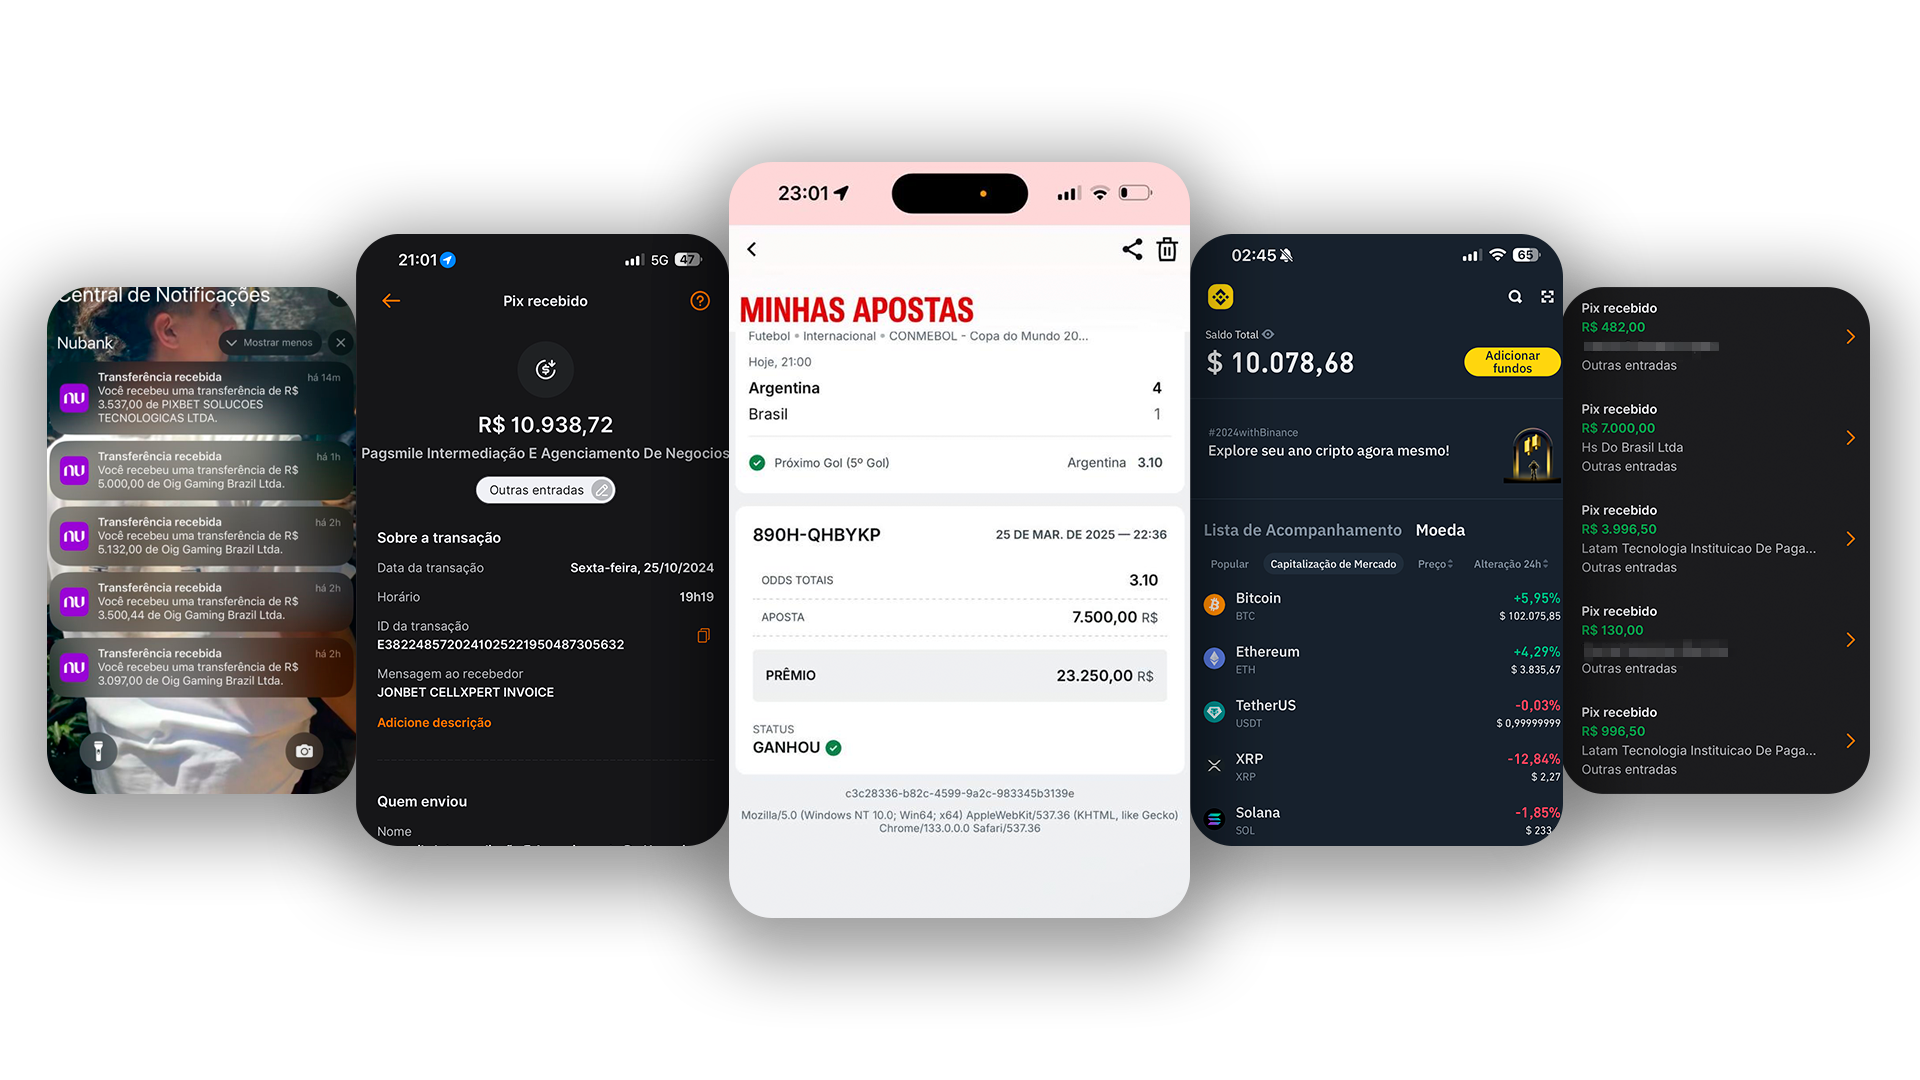 Central de Notificações
Nubank
Mostrar menos
Transferência recebida
há 14m
Você recebeu uma transferência de R$
3.537,00 de PIXBET SOLUCOES
TECNOLOGICAS LTDA.
Transferência recebida
há 1h
Você recebeu uma transferência de R$
5.000,00 de Oig Gaming Brazil Ltda.
Transferência recebida
há 2h
Você recebeu uma transferência de R$
5.132,00 de Oig Gaming Brazil Ltda.
Transferência recebida
há 2h
Você recebeu uma transferência de R$
3.500,44 de Oig Gaming Brazil Ltda.
Transferência recebida
há 2h
Você recebeu uma transferência de R$
3.097,00 de Oig Gaming Brazil Ltda.
21:01
5G 47
Pix recebido
R$ 10.938,72
Pagsmile Intermediação E Agenciamento De Negocios
Outras entradas
Sobre a transação
Data da transação Sexta-feira, 25/10/2024
Horário 19h19
ID da transação
E38224857202410252219504873056​32
Mensagem ao recebedor
JONBET CELLXPERT INVOICE
Adicione descrição
Quem enviou
Nome
23:01
MINHAS APOSTAS
Futebol • Internacional • CONMEBOL - Copa do Mundo 20...
Hoje, 21:00
Argentina 4
Brasil 1
Próximo Gol (5º Gol) Argentina 3.10
890H-QHBYKP 25 DE MAR. DE 2025 — 22:36
ODDS TOTAIS 3.10
APOSTA 7.500,00 R$
PRÊMIO 23.250,00 R$
STATUS
GANHOU
c3c28336-b82c-4599-9a2c-983345b3139e
Mozilla/5.0 (Windows NT 10.0; Win64; x64) AppleWebKit/537.36 (KHTML, like Gecko)
Chrome/133.0.0.0 Safari/537.36
02:45
65
Saldo Total
$ 10.078,68
Adicionar
fundos
#2024withBinance
Explore seu ano cripto agora mesmo!
Lista de Acompanhamento Moeda
Popular Capitalização de Mercado Preço Alteração 24h
Bitcoin +5,95%
BTC $ 102.075,85
Ethereum +4,29%
ETH $ 3.835,67
TetherUS -0,03%
USDT $ 0,99999999
XRP -12,84%
XRP $ 2,27
Solana -1,85%
SOL $ 233
Pix recebido
R$ 482,00
Outras entradas
Pix recebido
R$ 7.000,00
Hs Do Brasil Ltda
Outras entradas
Pix recebido
R$ 3.996,50
Latam Tecnologia Instituicao De Paga...
Outras entradas
Pix recebido
R$ 130,00
Outras entradas
Pix recebido
R$ 996,50
Latam Tecnologia Instituicao De Paga...
Outras entradas